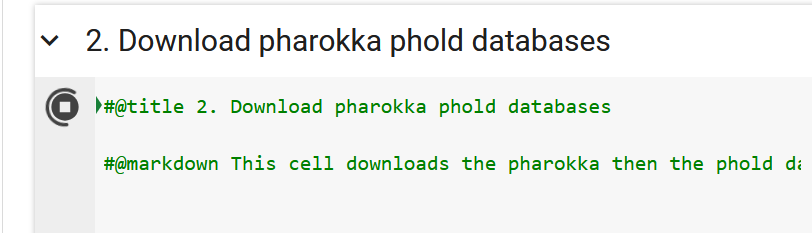 2. Download pharokka phold databases
#@title 2. Download pharokka phold databases
#@markdown This cell downloads the pharokka then the phold